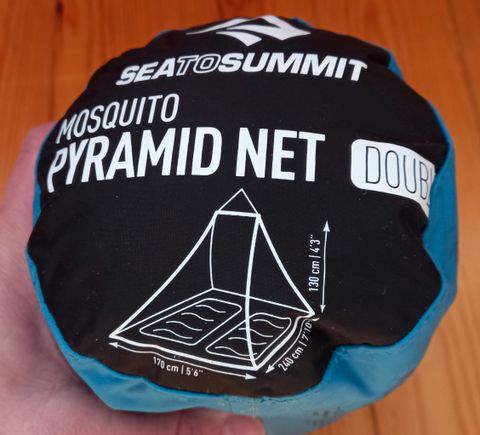 SEATOSUMMIT
MOSQUITO
PYRAMID NET
130 cm | 4'3"
170 cm | 5'6"
240 cm | 7'10"